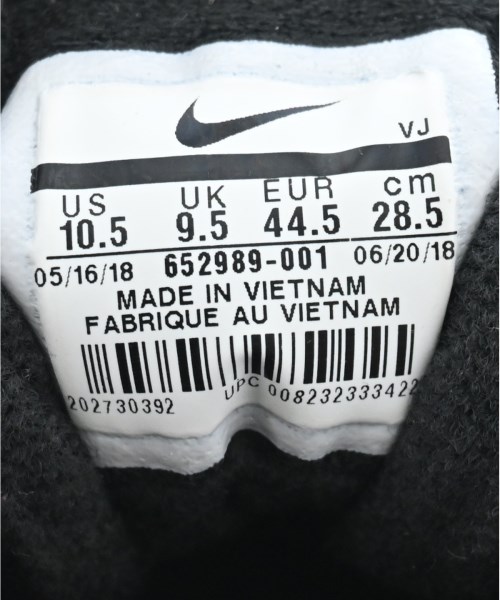 VJ
US UK EUR cm
10.5 9.5 44.5 28.5
05/16/18 652989-001 06/20/18
MADE IN VIETNAM
FABRIQUE AU VIETNAM
202730392 UPC 008232333422